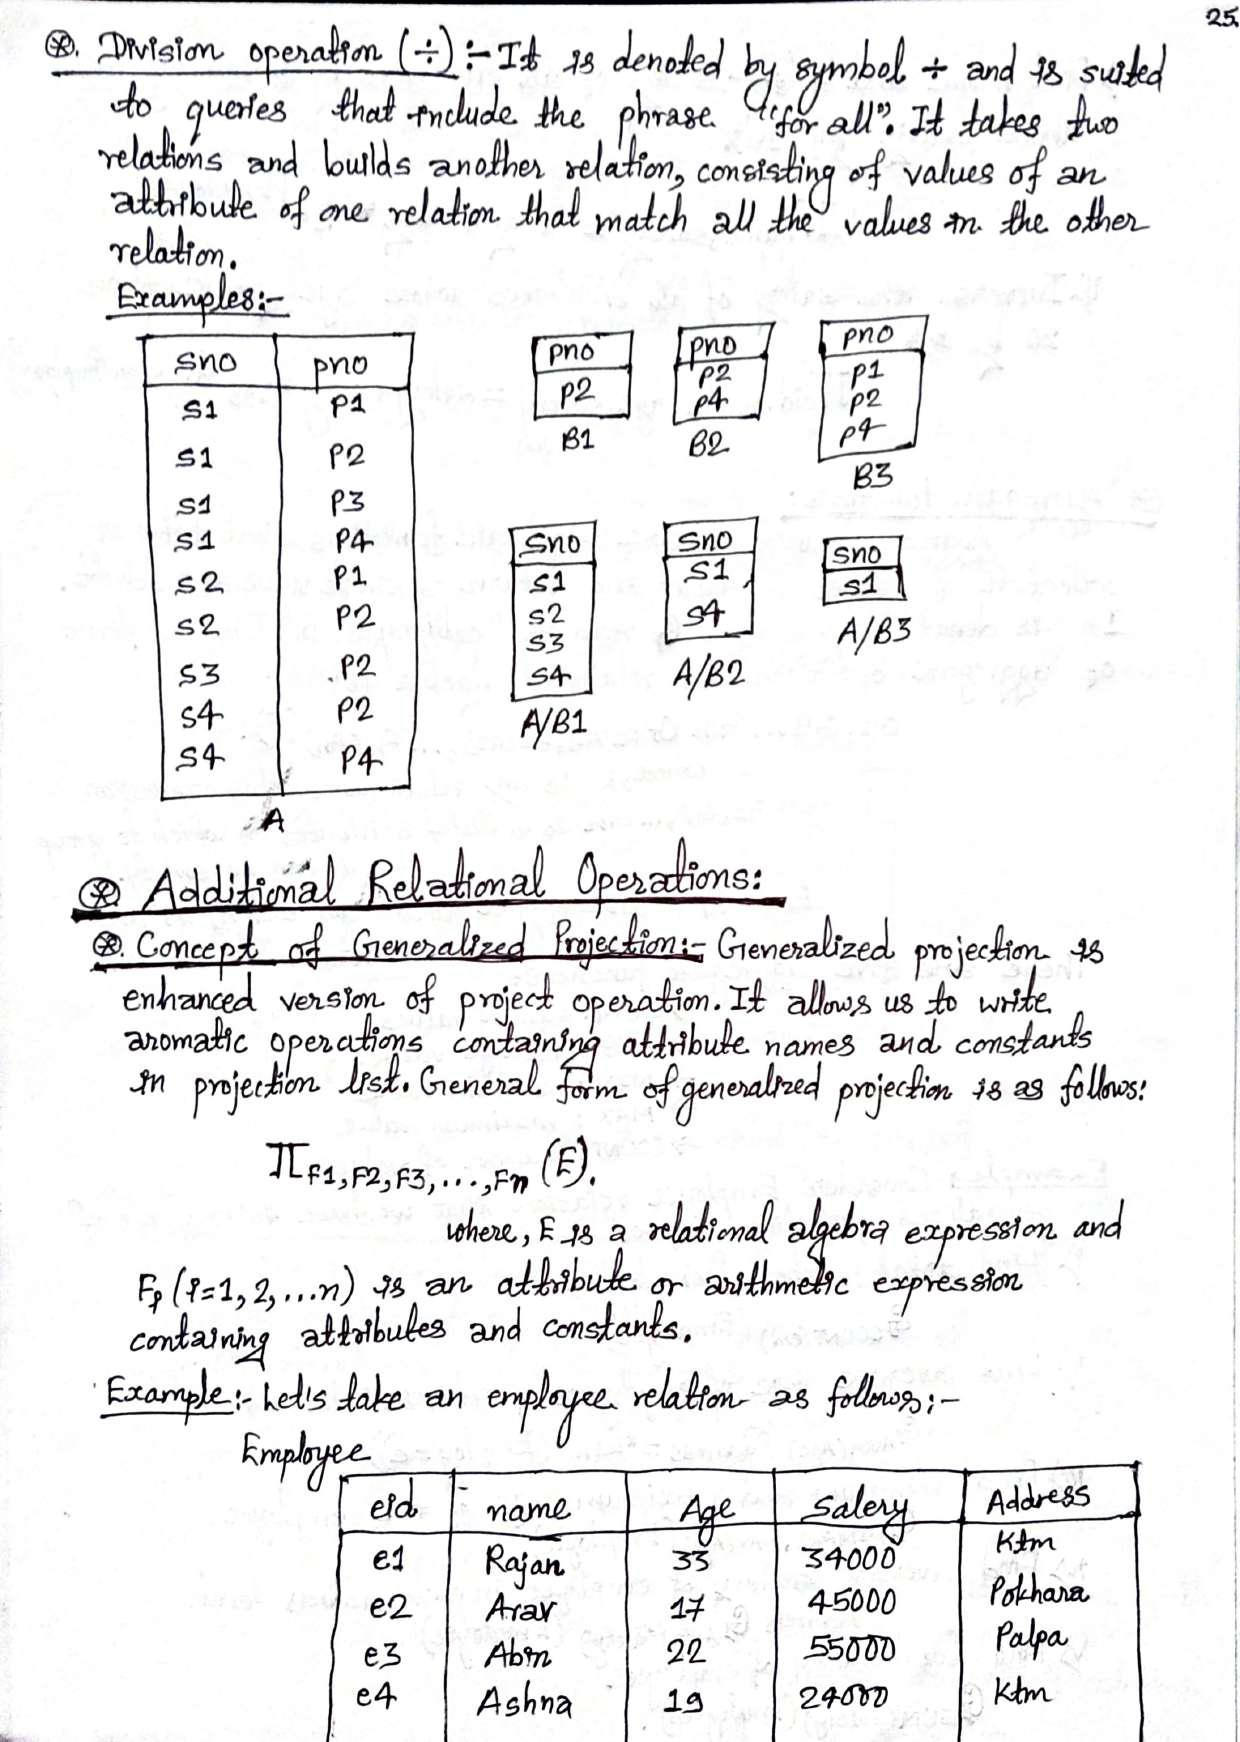 25
⊛. Division operation (÷) :- It is denoted by symbol ÷ and is suited
to queries that include the phrase "for all". It takes two
relations and builds another relation, consisting of values of an
attribute of one relation that match all the values in the other
relation.
Examples:-
sno pno
S1 P1
S1 P2
S1 P3
S1 P4
S2 P1
S2 P2
S3 P2
S4 P2
S4 P4
A
pno
P2
B1
pno
P2
P4
B2
pno
P1
P2
P4
B3
Sno
S1
S2
S3
S4
A/B1
Sno
S1
S4
A/B2
Sno
S1
A/B3
⊛. Additional Relational Operations:
⊛. Concept of Generalized Projection:- Generalized projection is
enhanced version of project operation. It allows us to write
aromatic operations containing attribute names and constants
in projection list. General form of generalized projection is as follows:
π F1, F2, F3, ..., Fn (E).
where, E is a relational algebra expression and
Fi (i=1, 2, ...n) is an attribute or arithmetic expression
containing attributes and constants.
Example:- Let's take an employee relation as follows:-
Employee
eid name Age Salery Address
e1 Rajan 33 34000 Ktm
e2 Arav 17 45000 Pokhara
e3 Abin 22 55000 Palpa
e4 Ashna 19 24000 Ktm